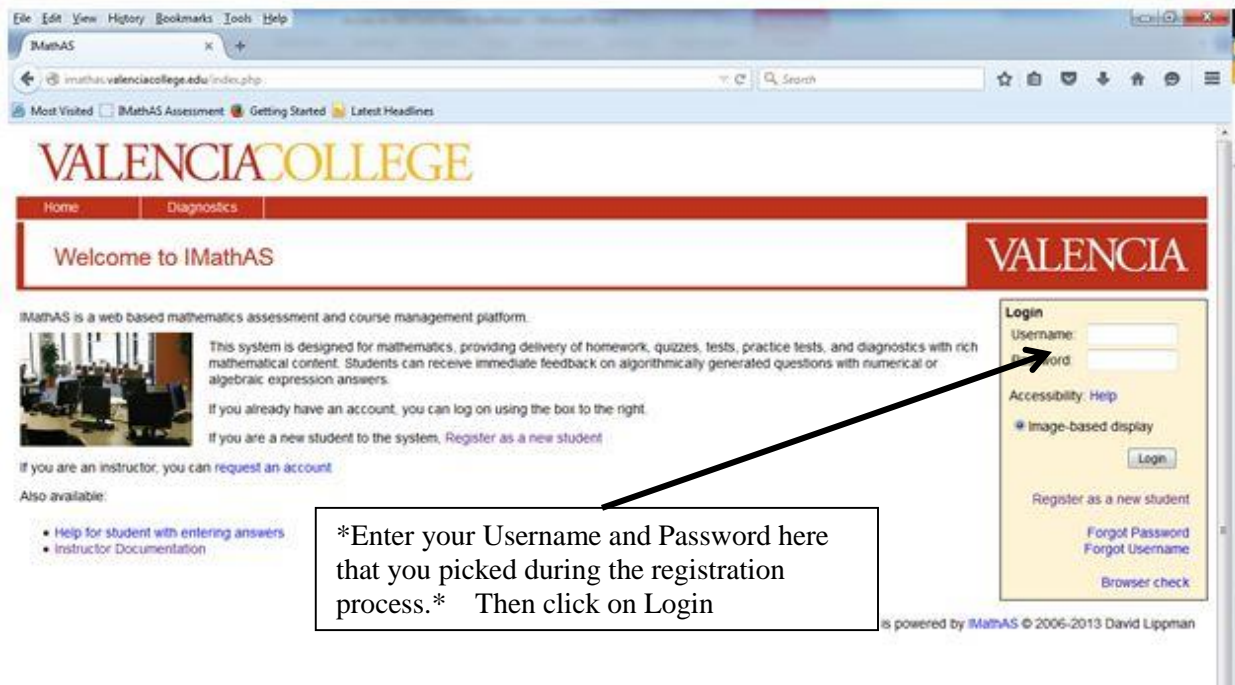 File Edit View History Bookmarks Tools Help
IMathAS × +
imathas.valenciacollege.edu/index.php Search
Most Visited IMathAS Assessment Getting Started Latest Headlines
VALENCIACOLLEGE
Home Diagnostics
Welcome to IMathAS
VALENCIA
IMathAS is a web based mathematics assessment and course management platform.
This system is designed for mathematics, providing delivery of homework, quizzes, tests, practice tests, and diagnostics with rich
mathematical content. Students can receive immediate feedback on algorithmically generated questions with numerical or
algebraic expression answers.
If you already have an account, you can log on using the box to the right.
If you are a new student to the system, Register as a new student
If you are an instructor, you can request an account
Also available:
• Help for student with entering answers
• Instructor Documentation
Login
Username:
Password:
Accessibility: Help
Image-based display
Login
Register as a new student
Forgot Password
Forgot Username
Browser check
*Enter your Username and Password here
that you picked during the registration
process.* Then click on Login
is powered by IMathAS © 2006-2013 David Lippman